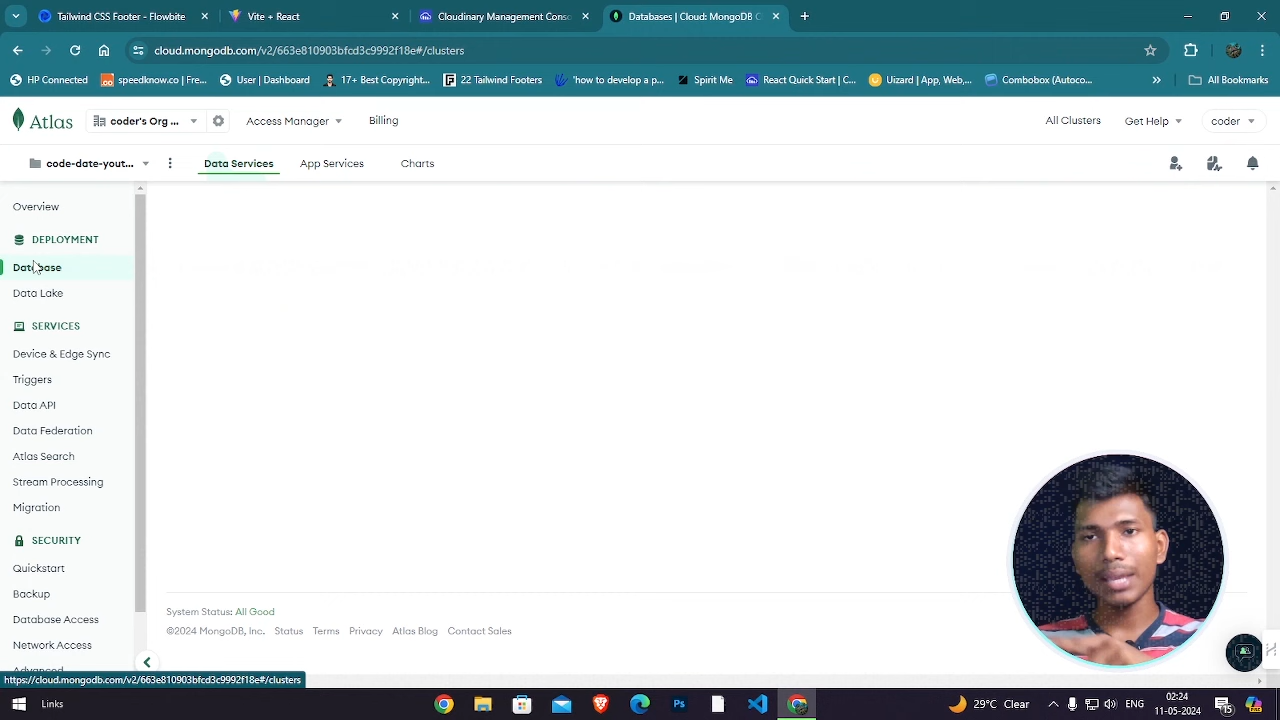 Tailwind CSS - Rapidly build
Vite + React
Coudinary Management Cons
Databases | Cloud: MongoDB C
cloud.mongodb.com/v2/663e810903bfcd3c9992f18e#/clusters
HP Connected
speedknow.co | Fre...
User | Dashboard
17+ Best Copyright...
22 Tailwind Footers
'how to develop a p...
Spirit Me
React Quick Start | C...
Uizard | App, Web,...
Combobox (Autoco...
All Bookmarks
Atlas
coder's Org ...
Access Manager
Billing
All Clusters
Get Help
coder
code-date-yout...
Data Services
App Services
Charts
Overview
DEPLOYMENT
Database
Data Lake
SERVICES
Device & Edge Sync
Triggers
Data API
Data Federation
Atlas Search
Stream Processing
Migration
SECURITY
Quickstart
Backup
Database Access
Network Access
Advanced
System Status: All Good
©2024 MongoDB, Inc. Status Terms Privacy Atlas Blog Contact Sales
https://cloud.mongodb.com/v2/663e810903bfcd3c9992f18e#/clusters
Links
29°C Clear
ENG
02:24
11-05-2024